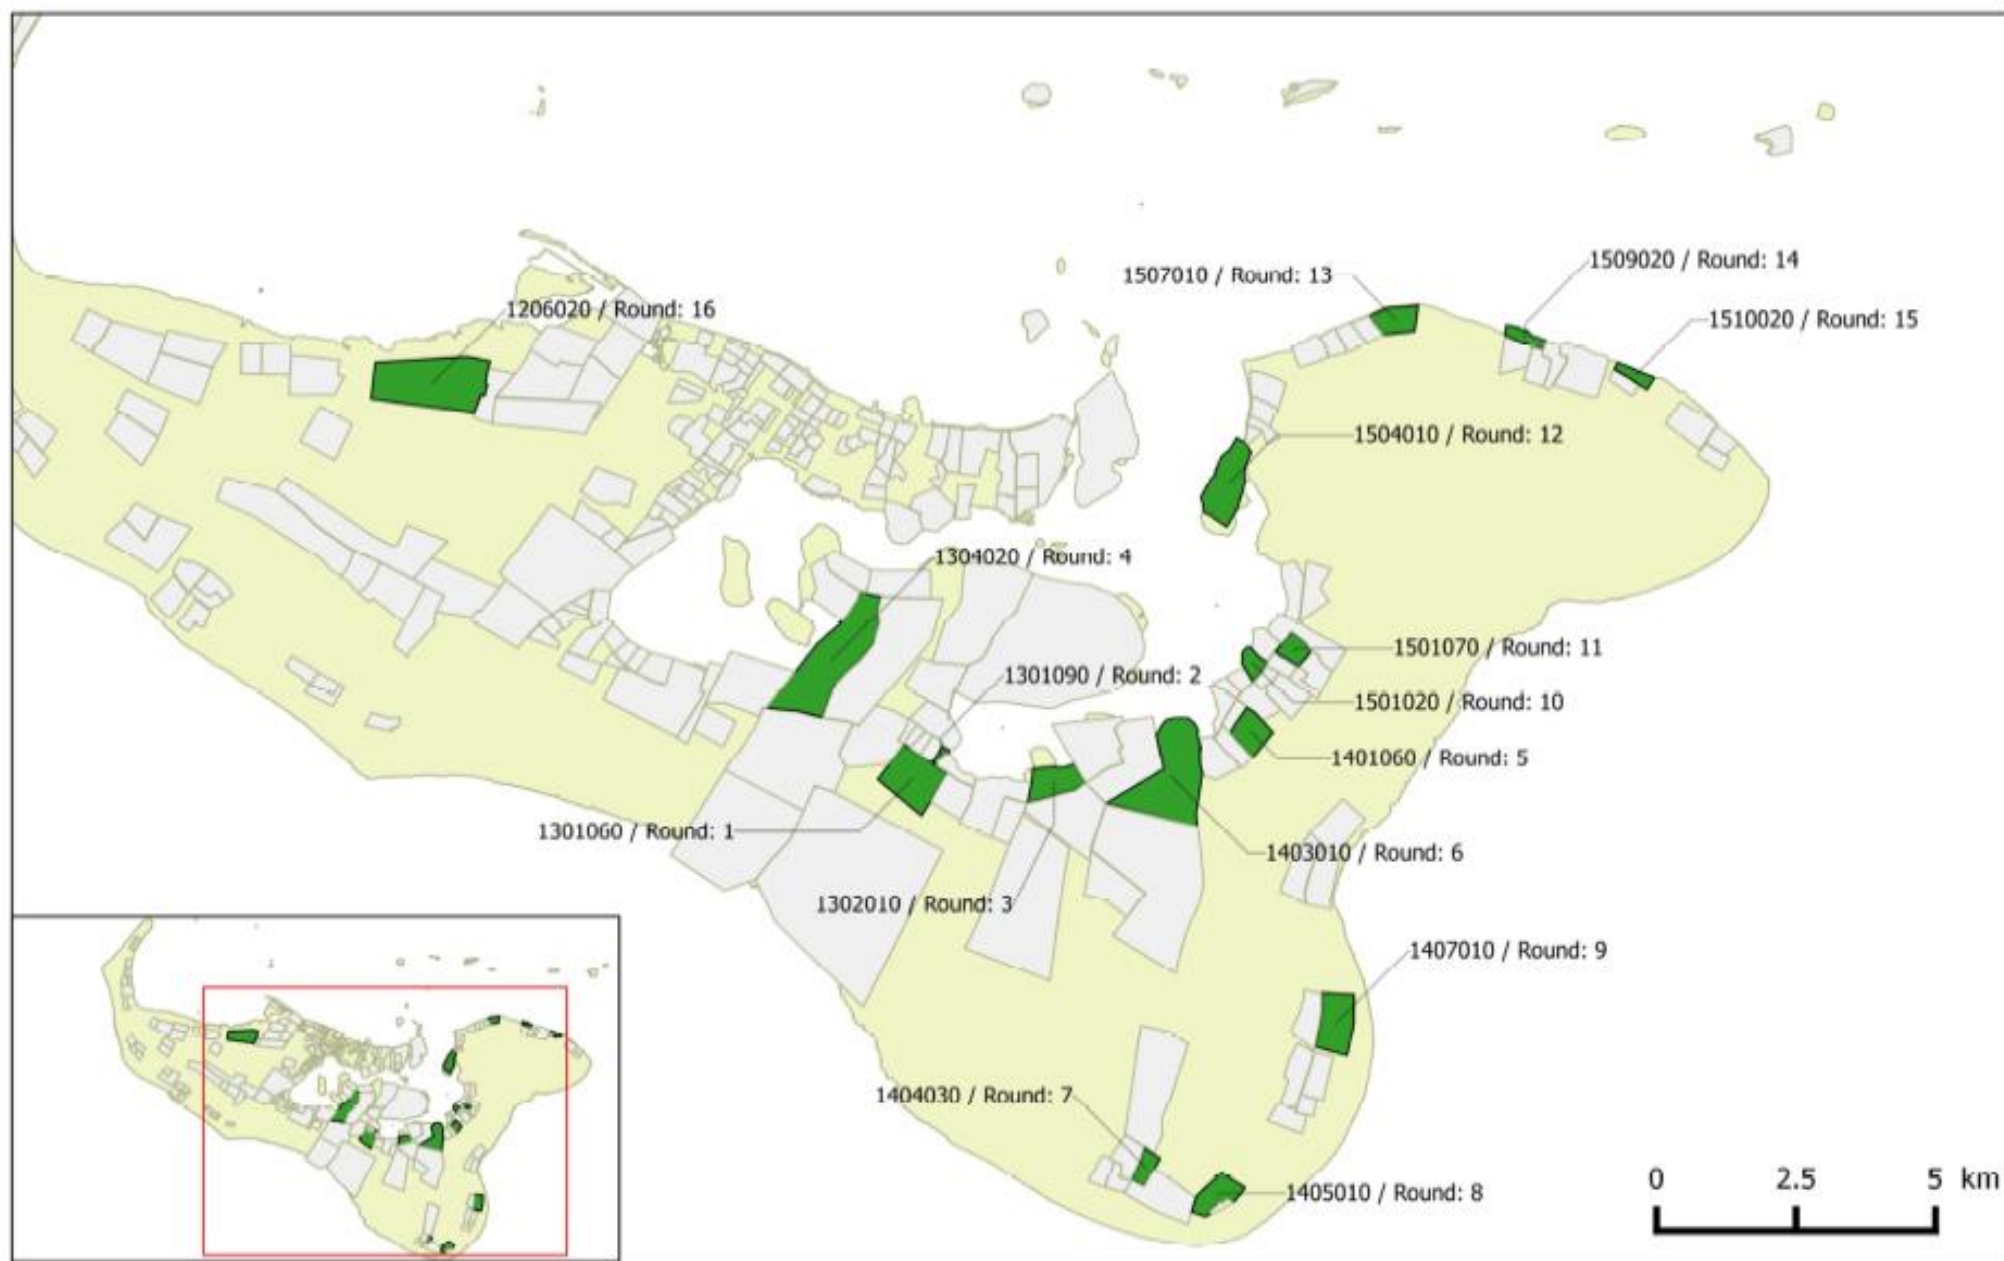 1509020 / Round: 14
1507010 / Round: 13
1206020 / Round: 16
1510020 / Round: 15
1504010 / Round: 12
1304020 / Round: 4
1501070 / Round: 11
1301090 / Round: 2
1501020 / Round: 10
1401060 / Round: 5
1301060 / Round: 1
1403010 / Round: 6
1302010 / Round: 3
1407010 / Round: 9
1404030 / Round: 7
1405010 / Round: 8
0 2.5 5 km